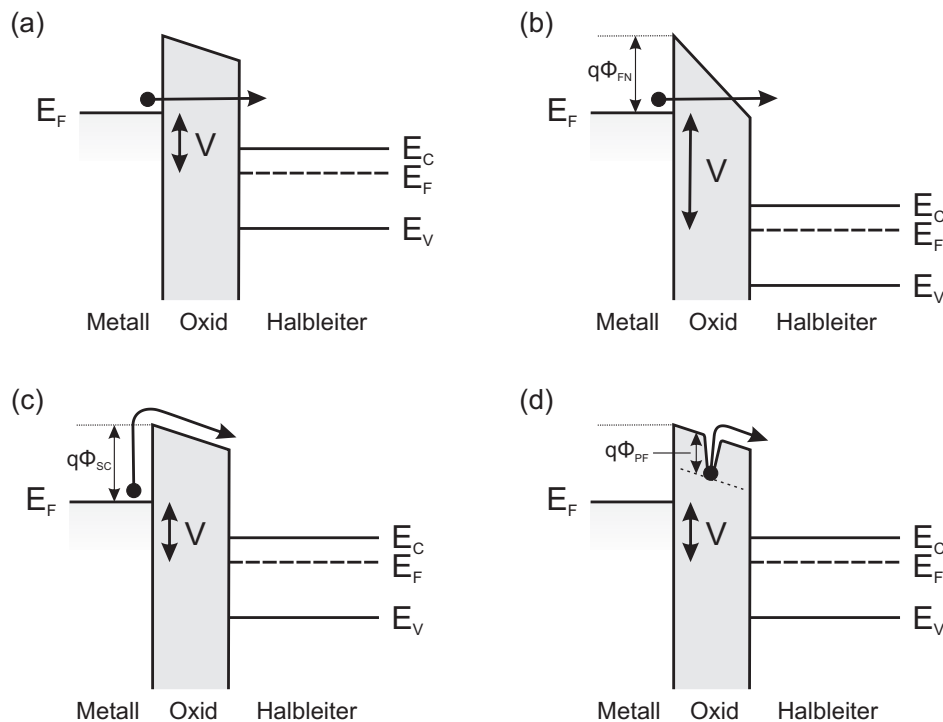 (a)
E_F
V
E_C
E_F
E_V
Metall Oxid Halbleiter
(b)
qΦ_FN
E_F
V
E_C
E_F
E_V
Metall Oxid Halbleiter
(c)
qΦ_SC
E_F
V
E_C
E_F
E_V
Metall Oxid Halbleiter
(d)
qΦ_PF
E_F
V
E_C
E_F
E_V
Metall Oxid Halbleiter